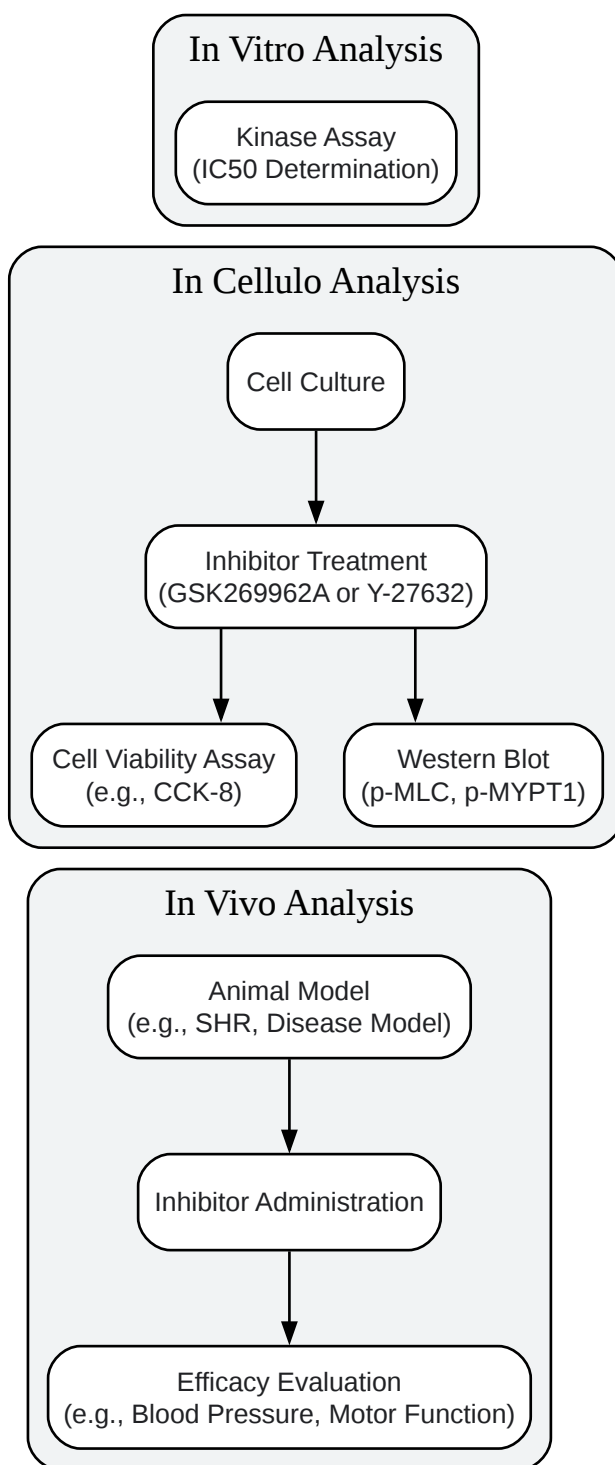 In Vitro Analysis
Kinase Assay
(IC50 Determination)
In Cellulo Analysis
Cell Culture
Inhibitor Treatment
(GSK269962A or Y-27632)
Cell Viability Assay
(e.g., CCK-8)
Western Blot
(p-MLC, p-MYPT1)
In Vivo Analysis
Animal Model
(e.g., SHR, Disease Model)
Inhibitor Administration
Efficacy Evaluation
(e.g., Blood Pressure, Motor Function)